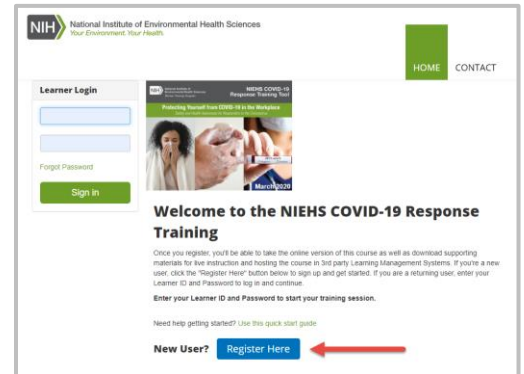 NIH
National Institute of Environmental Health Sciences
Your Environment. Your Health.
HOME CONTACT
Learner Login
Forgot Password
Sign in
NIEHS COVID-19
Response Training Tool
Protecting Yourself from COVID-19 in the Workplace
March 2020
Welcome to the NIEHS COVID-19 Response
Training
Once you register, you'll be able to take the online version of this course as well as download supporting
materials for live instruction and hosting the course in 3rd party Learning Management Systems. If you're a new
user, click the "Register Here" button below to sign up and get started. If you are a returning user, enter your
Learner ID and Password to log in and continue.
Enter your Learner ID and Password to start your training session.
Need help getting started? Use this quick start guide
New User? Register Here